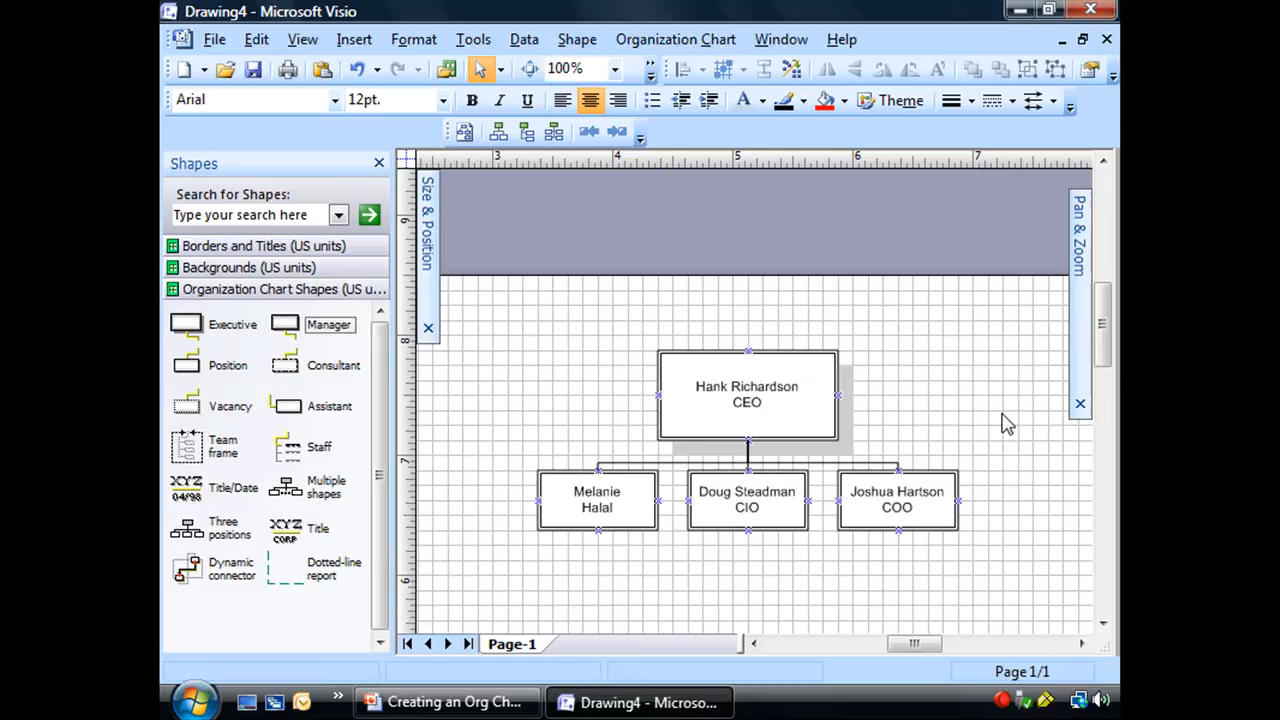 Drawing4 - Microsoft Visio
File Edit View Insert Format Tools Data Shape Organization Chart Window Help
100%
Arial 12pt. B I U A Theme
Shapes
Search for Shapes:
Type your search here
Borders and Titles (US units)
Backgrounds (US units)
Organization Chart Shapes (US u...
Executive Manager
Position Consultant
Vacancy Assistant
Team frame Staff
XYZ 04/98 Title/Date Multiple shapes
Three positions XYZ CORP Title
Dynamic connector Dotted-line report
3 4 5 6 7
8
7
6
Size & Position
Pan & Zoom
Hank Richardson
CEO
Melanie
Halal
Doug Steadman
CIO
Joshua Hartson
COO
Page-1
Page 1/1
Creating an Org Ch... Drawing4 - Microso...